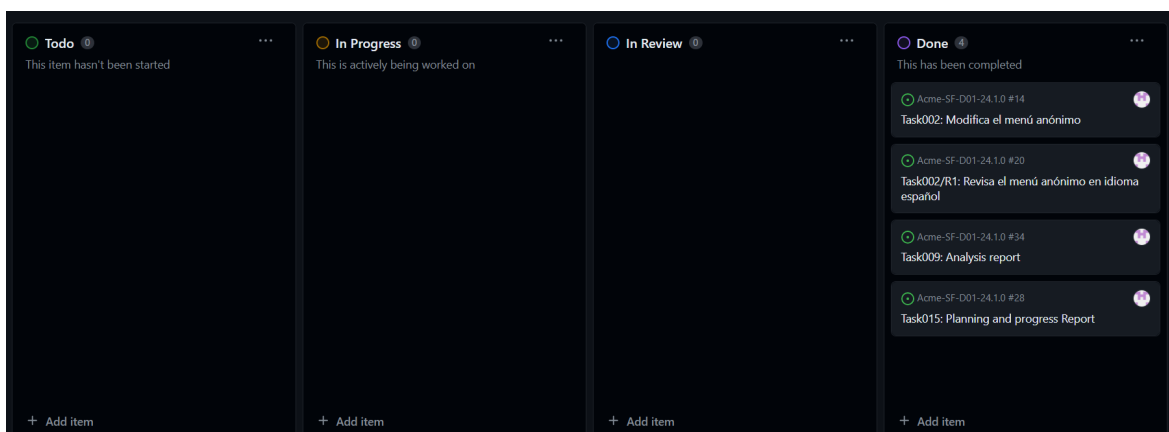 Todo 0
This item hasn't been started
In Progress 0
This is actively being worked on
In Review 0
Done 4
This has been completed
Acme-SF-D01-24.1.0 #14
Task002: Modifica el menú anónimo
Acme-SF-D01-24.1.0 #20
Task002/R1: Revisa el menú anónimo en idioma
español
Acme-SF-D01-24.1.0 #34
Task009: Analysis report
Acme-SF-D01-24.1.0 #28
Task015: Planning and progress Report
+ Add item
+ Add item
+ Add item
+ Add item